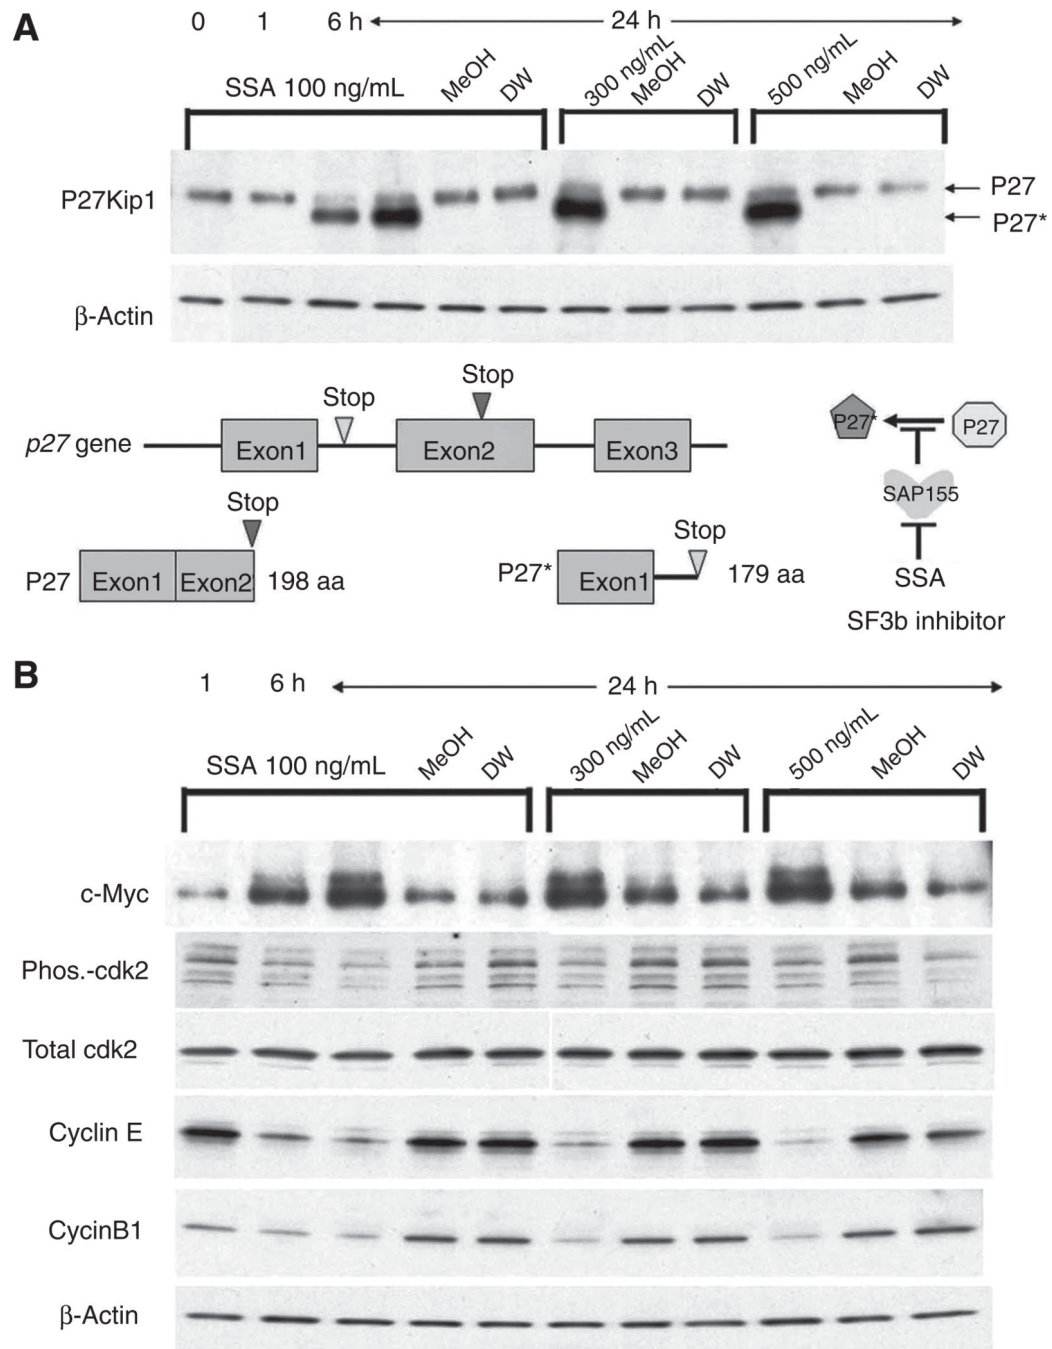 A
0 1 6 h 24 h
SSA 100 ng/mL MeOH DW 300 ng/mL MeOH DW 500 ng/mL MeOH DW
P27Kip1
P27
P27*
β-Actin
Stop
Stop
p27 gene Exon1 Exon2 Exon3
P27* P27
SAP155
SSA
SF3b inhibitor
Stop
P27 Exon1 Exon2 198 aa
Stop
P27* Exon1 179 aa
B
1 6 h 24 h
SSA 100 ng/mL MeOH DW 300 ng/mL MeOH DW 500 ng/mL MeOH DW
c-Myc
Phos.-cdk2
Total cdk2
Cyclin E
CycinB1
β-Actin